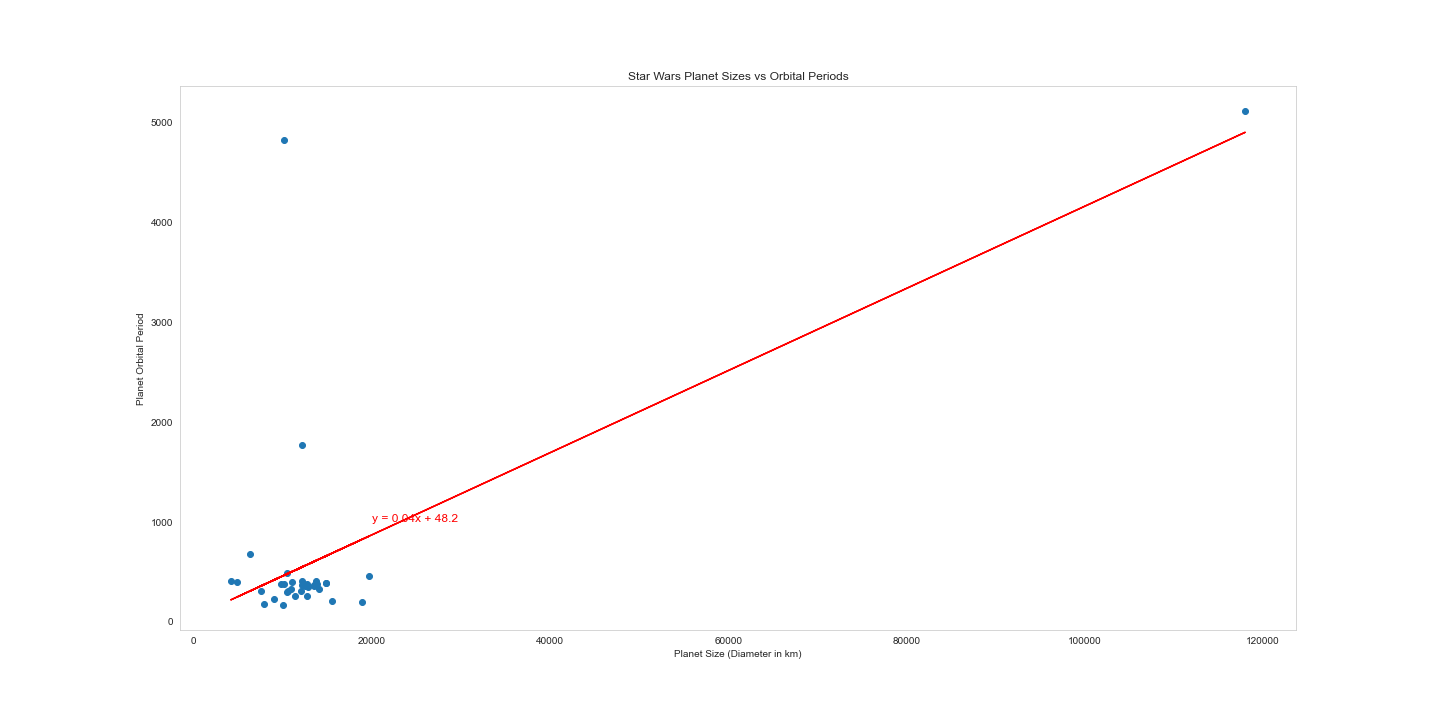 Star Wars Planet Sizes vs Orbital Periods
5000
4000
3000
2000
1000
0
Planet Orbital Period
y = 0.04x + 48.2
0 20000 40000 60000 80000 100000 120000
Planet Size (Diameter in km)